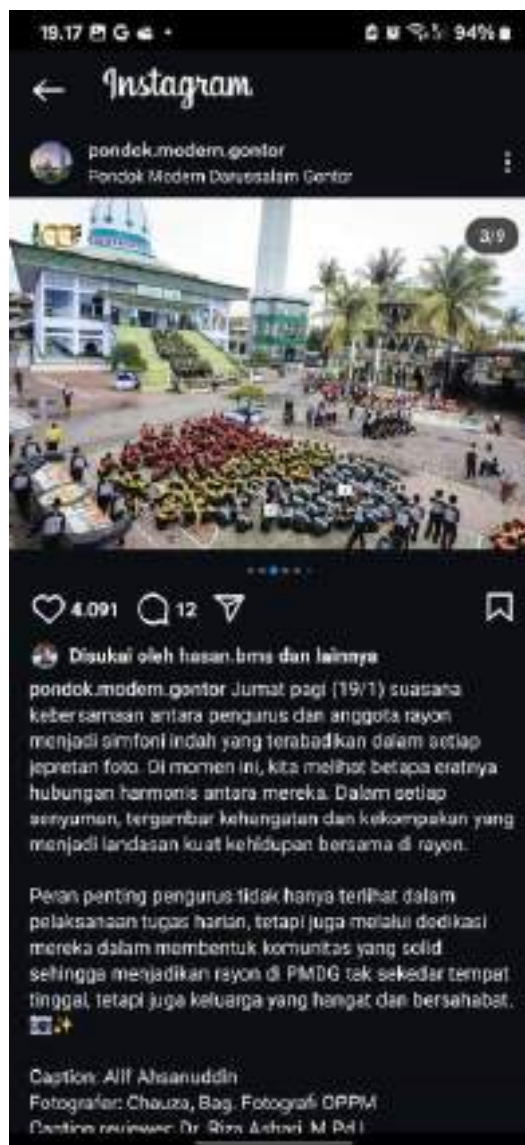 19.17
94%
Instagram
pondok.modern.gontor
Pondok Modern Darussalam Gontor
3/9
4.091 12
Disukai oleh hasan.bms dan lainnya
pondok.modern.gontor Jumat pagi (19/1) suasana
kebersamaan antara pengurus dan anggota rayon
menjadi simfoni indah yang terabadikan dalam setiap
jepretan foto. Di momen ini, kita melihat betapa eratnya
hubungan harmonis antara mereka. Dalam setiap
senyuman, tergambar kehangatan dan kekompakan yang
menjadi landasan kuat kehidupan bersama di rayon.
Peran penting pengurus tidak hanya terlihat dalam
pelaksanaan tugas harian, tetapi juga melalui dedikasi
mereka dalam membentuk komunitas yang solid
sehingga menjadikan rayon di PMDG tak sekedar tempat
tinggal, tetapi juga keluarga yang hangat dan bersahabat.
Caption: Alif Ahsanuddin
Fotografer: Chauza, Bag. Fotografi OPPM
Caption reviewer: Dr. Riza Ashari, M.Pd.I